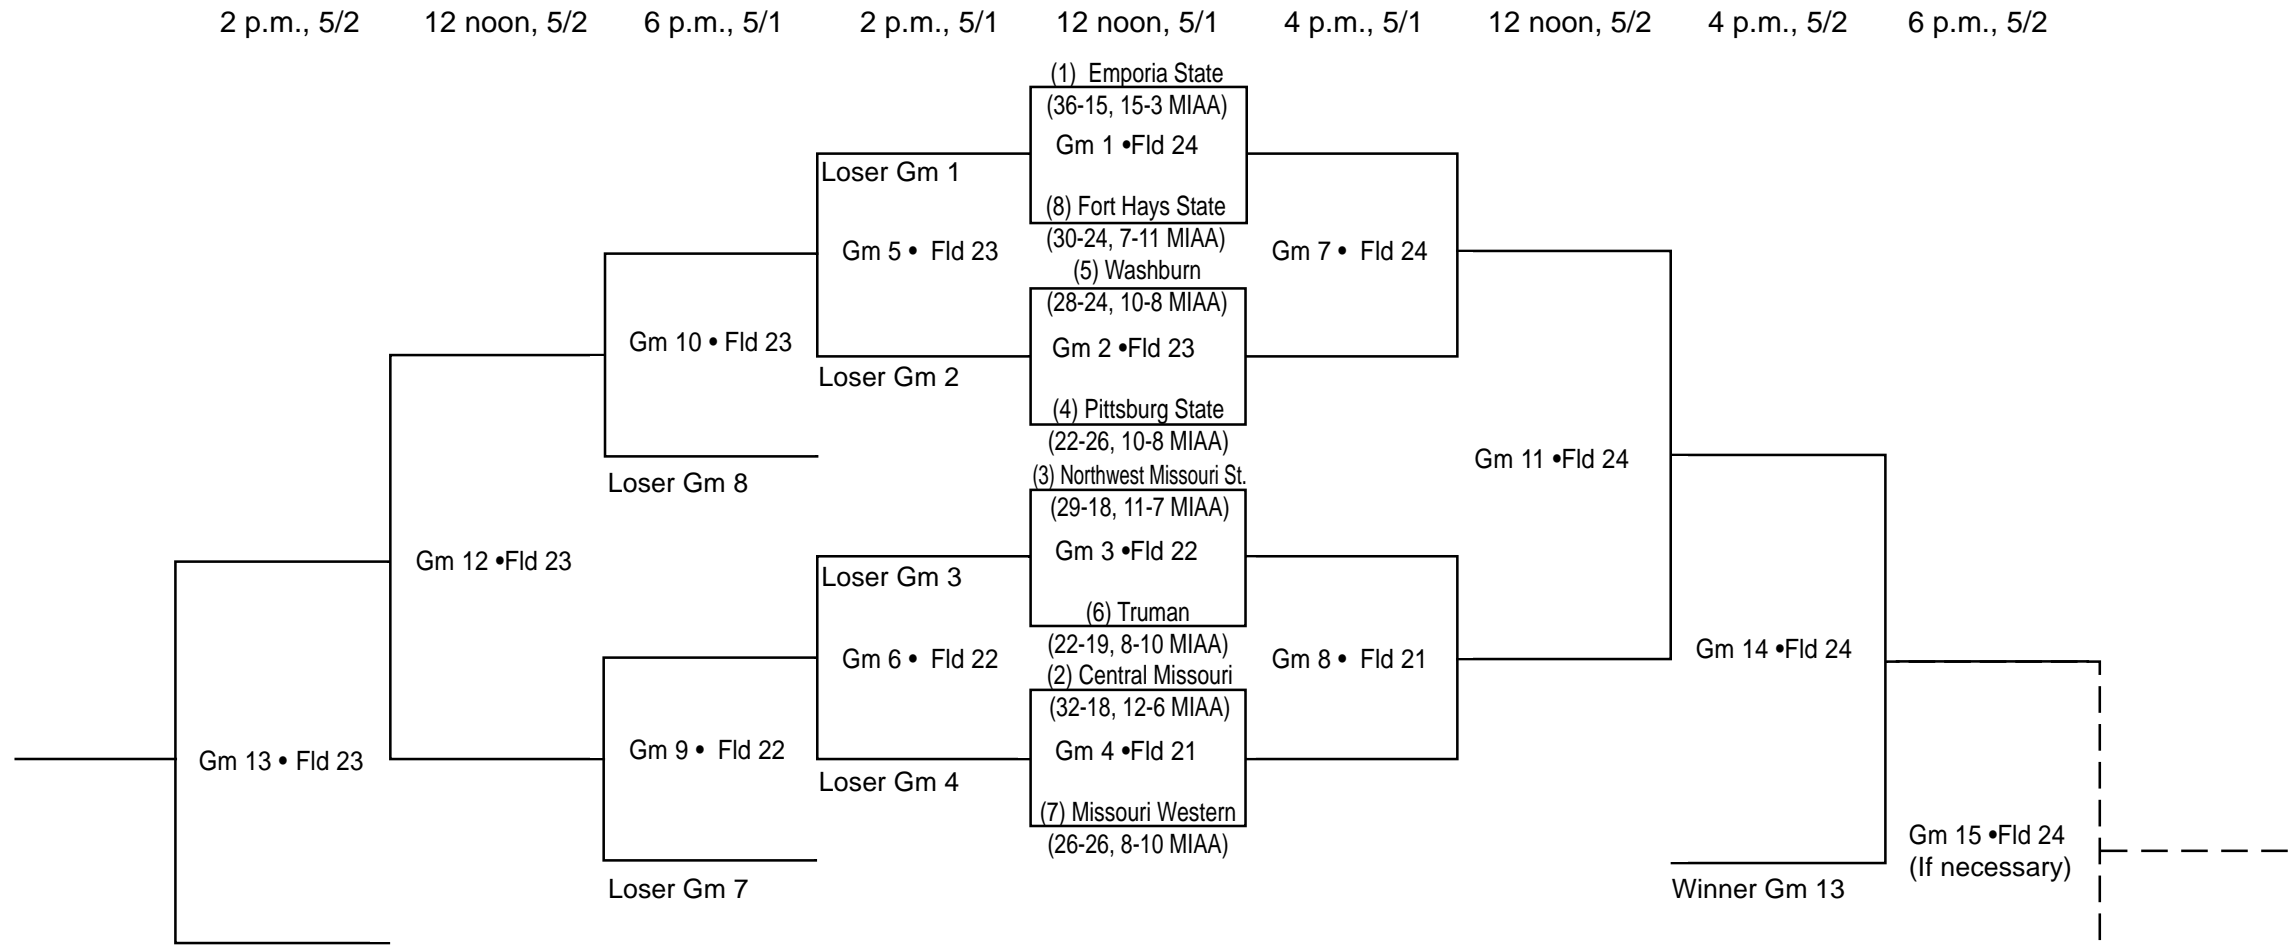 2 p.m., 5/2
12 noon, 5/2
6 p.m., 5/1
2 p.m., 5/1
12 noon, 5/1
4 p.m., 5/1
12 noon, 5/2
4 p.m., 5/2
6 p.m., 5/2
(1) Emporia State
(36-15, 15-3 MIAA)
Gm 1 •Fld 24
Loser Gm 1
(8) Fort Hays State
(30-24, 7-11 MIAA)
Gm 5 • Fld 23
Gm 7 • Fld 24
(5) Washburn
(28-24, 10-8 MIAA)
Gm 10 • Fld 23
Gm 2 •Fld 23
Loser Gm 2
(4) Pittsburg State
(22-26, 10-8 MIAA)
Gm 11 •Fld 24
(3) Northwest Missouri St.
Loser Gm 8
(29-18, 11-7 MIAA)
Gm 3 •Fld 22
Gm 12 •Fld 23
Loser Gm 3
(6) Truman
(22-19, 8-10 MIAA)
Gm 6 • Fld 22
Gm 8 • Fld 21
Gm 14 •Fld 24
(2) Central Missouri
(32-18, 12-6 MIAA)
Gm 13 • Fld 23
Gm 9 • Fld 22
Gm 4 •Fld 21
Loser Gm 4
(7) Missouri Western
(26-26, 8-10 MIAA)
Gm 15 •Fld 24
(If necessary)
Loser Gm 7
Winner Gm 13